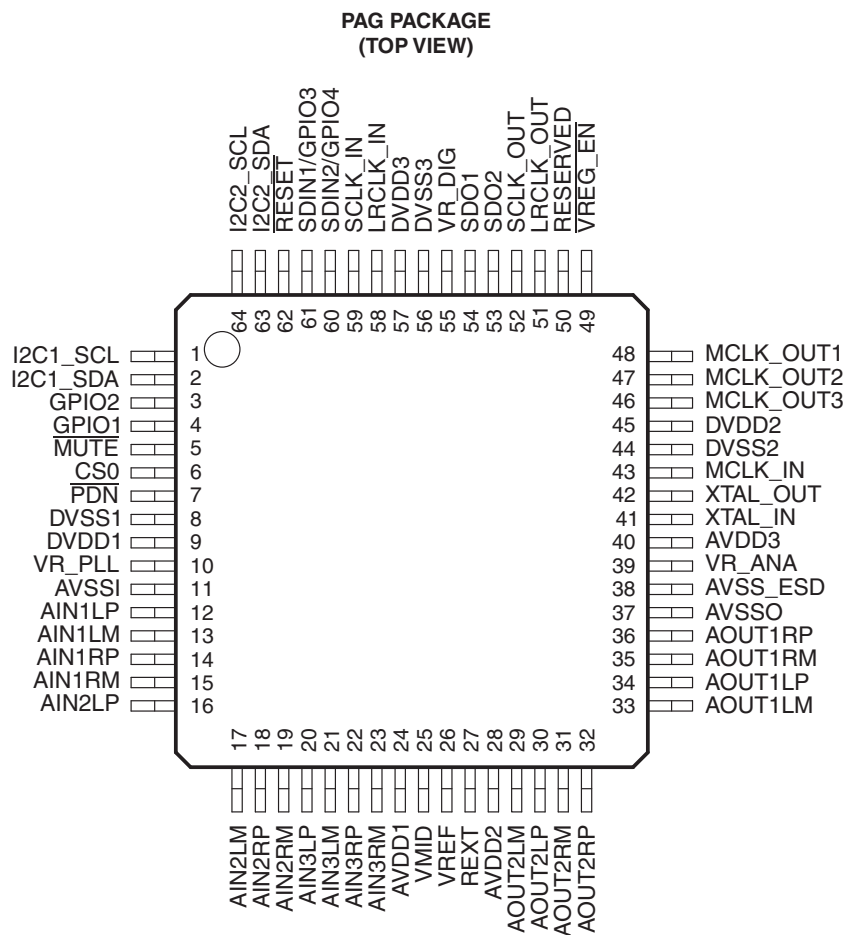 PAG PACKAGE
(TOP VIEW)
I2C2_SCL
I2C2_SDA
RESET
SDIN1/GPIO3
SDIN2/GPIO4
SCLK_IN
LRCLK_IN
DVDD3
DVSS3
VR_DIG
SDO1
SDO2
SCLK_OUT
LRCLK_OUT
RESERVED
VREG_EN
64
63
62
61
60
59
58
57
56
55
54
53
52
51
50
49
I2C1_SCL 1
I2C1_SDA 2
GPIO2 3
GPIO1 4
MUTE 5
CS0 6
PDN 7
DVSS1 8
DVDD1 9
VR_PLL 10
AVSSI 11
AIN1LP 12
AIN1LM 13
AIN1RP 14
AIN1RM 15
AIN2LP 16
48 MCLK_OUT1
47 MCLK_OUT2
46 MCLK_OUT3
45 DVDD2
44 DVSS2
43 MCLK_IN
42 XTAL_OUT
41 XTAL_IN
40 AVDD3
39 VR_ANA
38 AVSS_ESD
37 AVSSO
36 AOUT1RP
35 AOUT1RM
34 AOUT1LP
33 AOUT1LM
17
18
19
20
21
22
23
24
25
26
27
28
29
30
31
32
AIN2LM
AIN2RP
AIN2RM
AIN3LP
AIN3LM
AIN3RP
AIN3RM
AVDD1
VMID
VREF
REXT
AVDD2
AOUT2LM
AOUT2LP
AOUT2RM
AOUT2RP